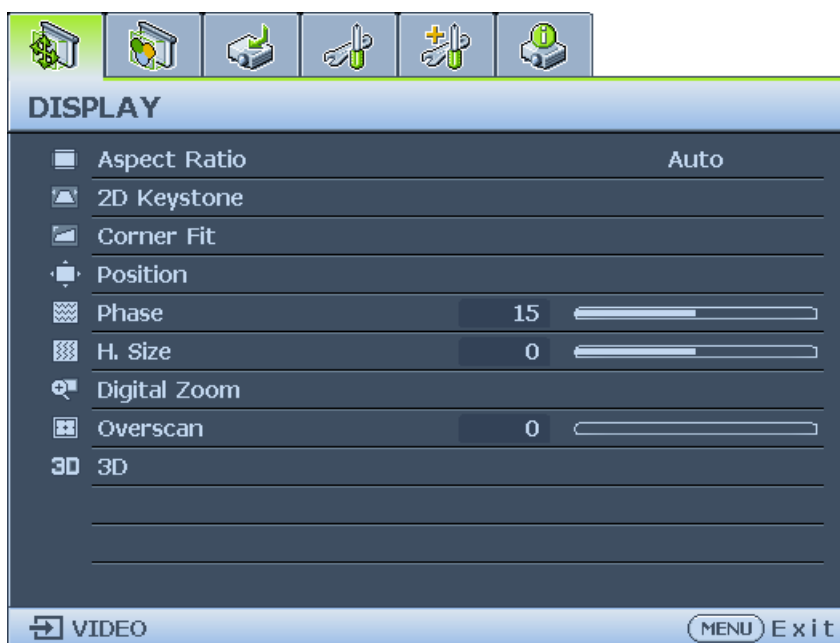 DISPLAY
Aspect Ratio Auto
2D Keystone
Corner Fit
Position
Phase 15
H. Size 0
Digital Zoom
Overscan 0
3D 3D
VIDEO MENU Exit